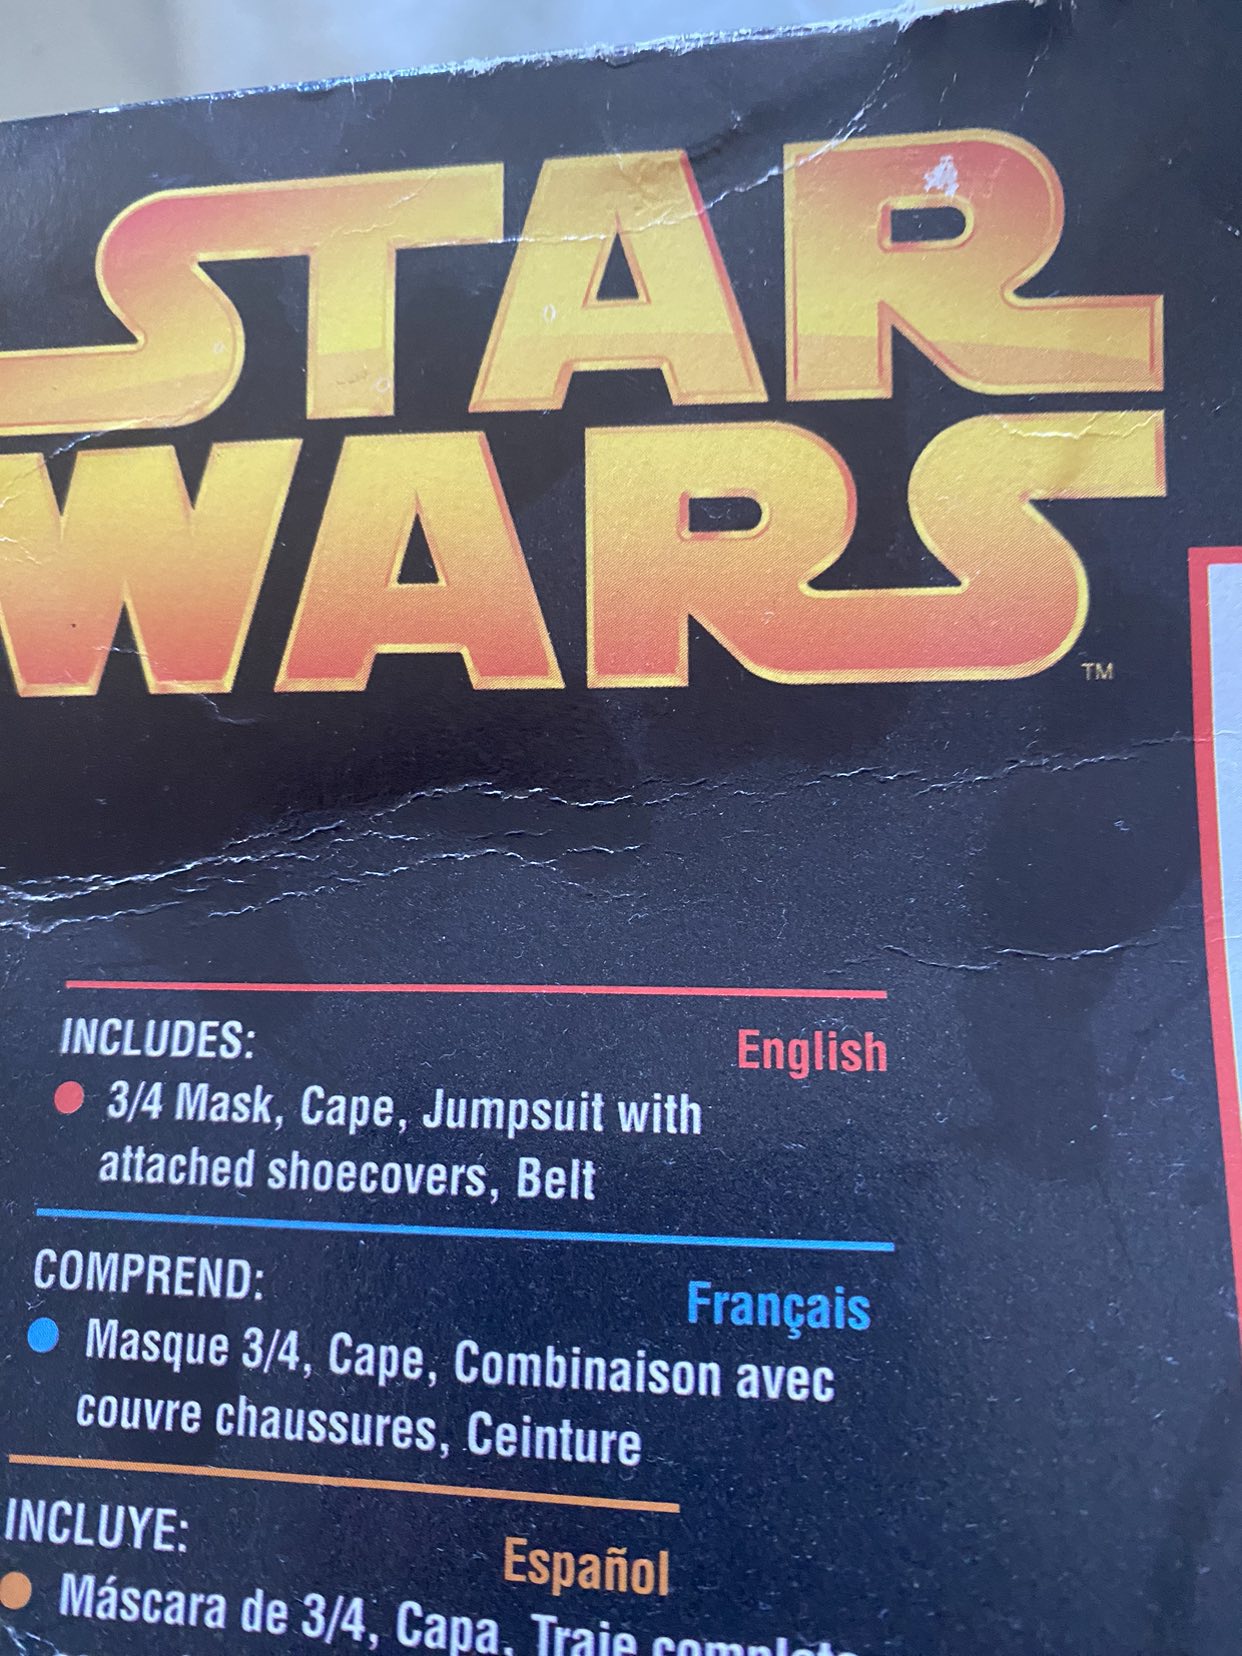 STAR
WARS
TM
INCLUDES:
English
3/4 Mask, Cape, Jumpsuit with
attached shoecovers, Belt
COMPREND:
Français
Masque 3/4, Cape, Combinaison avec
couvre chaussures, Ceinture
INCLUYE:
Español
Máscara de 3/4, Capa, Traje